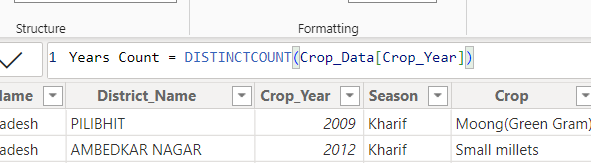 Structure Formatting
1 Years Count = DISTINCTCOUNT(Crop_Data[Crop_Year])
Name District_Name Crop_Year Season Crop
adesh PILIBHIT 2009 Kharif Moong(Green Gram)
adesh AMBEDKAR NAGAR 2012 Kharif Small millets